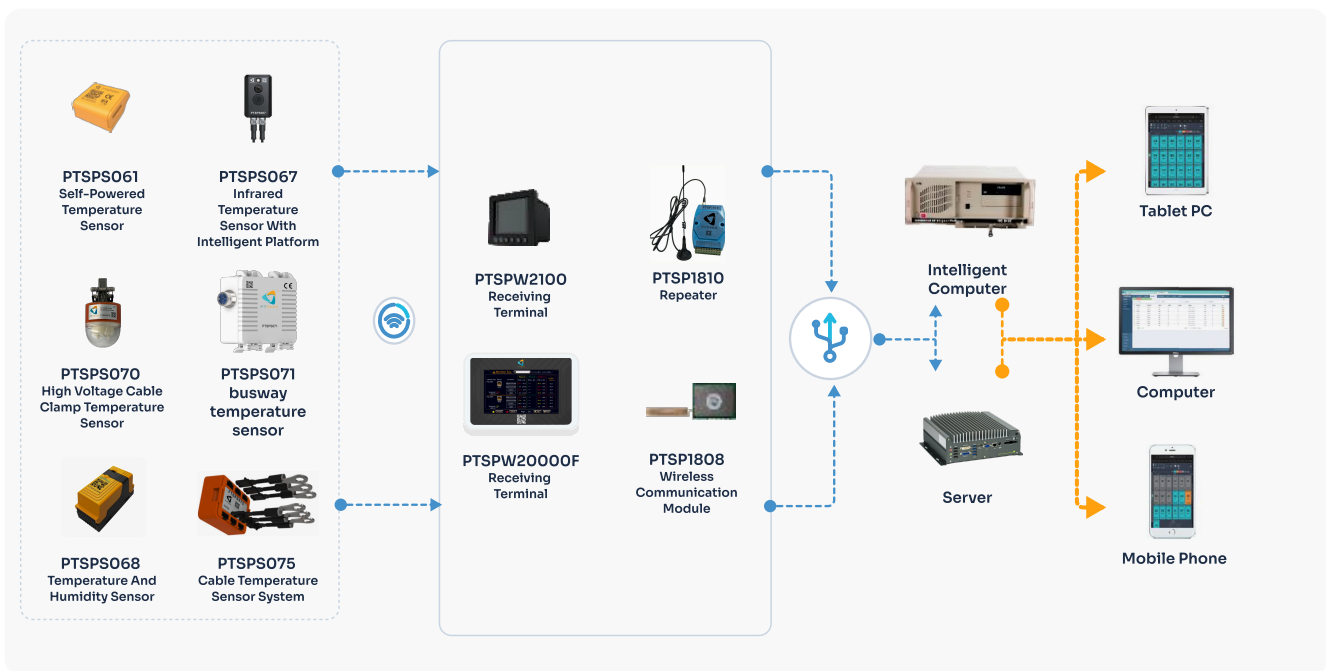 PTSPS061
Self-Powered
Temperature
Sensor
PTSPS067
Infrared
Temperature
Sensor With
Intelligent Platform
PTSPS070
High Voltage Cable
Clamp Temperature
Sensor
PTSPS071
busway
temperature
sensor
PTSPS068
Temperature And
Humidity Sensor
PTSPS075
Cable Temperature
Sensor System
PTSPW2100
Receiving
Terminal
PTSP1810
Repeater
PTSPW20000F
Receiving
Terminal
PTSP1808
Wireless
Communication
Module
Intelligent
Computer
Server
Tablet PC
Computer
Mobile Phone